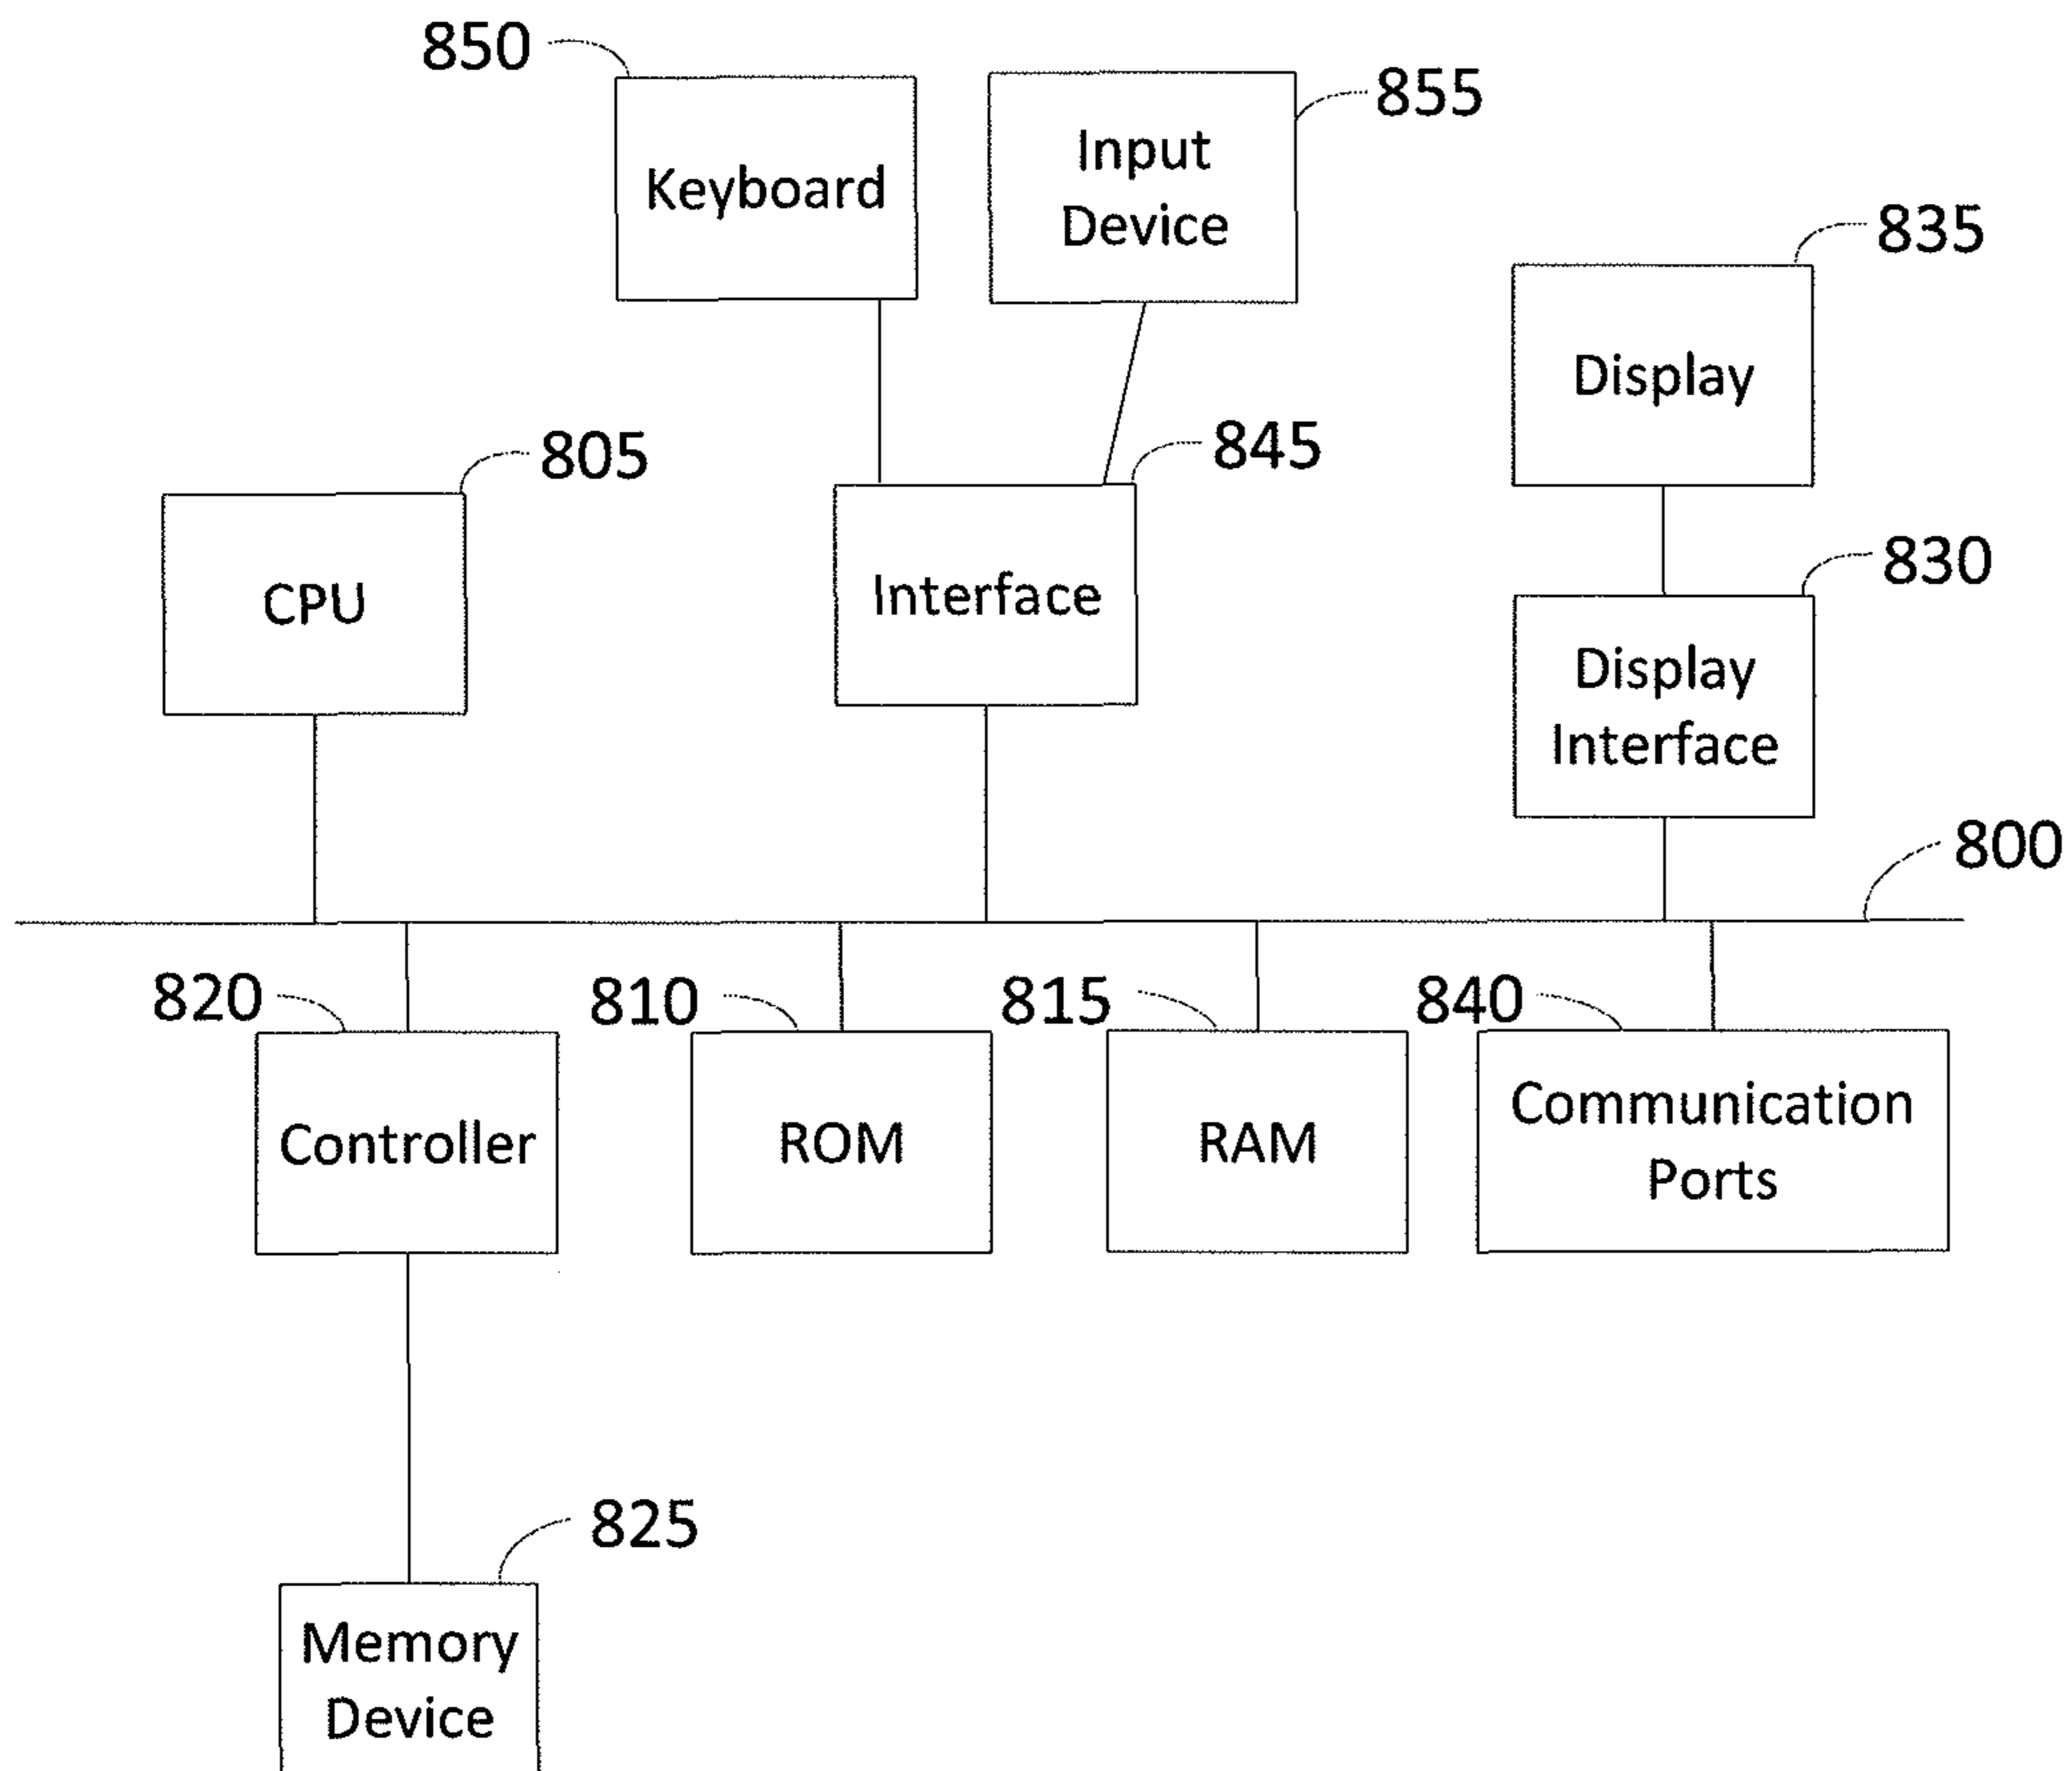 850
855
Keyboard
Input
Device
835
Display
805
845
CPU
Interface
830
Display
Interface
800
820
810
815
840
Controller
ROM
RAM
Communication
Ports
825
Memory
Device